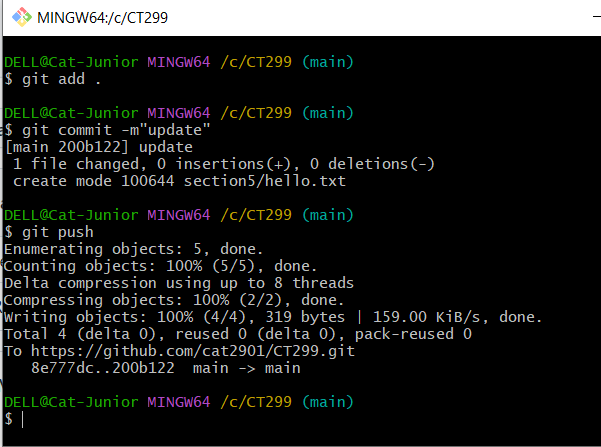 MINGW64:/c/CT299
DELL@Cat-Junior MINGW64 /c/CT299 (main)
$ git add .
DELL@Cat-Junior MINGW64 /c/CT299 (main)
$ git commit -m"update"
[main 200b122] update
1 file changed, 0 insertions(+), 0 deletions(-)
create mode 100644 section5/hello.txt
DELL@Cat-Junior MINGW64 /c/CT299 (main)
$ git push
Enumerating objects: 5, done.
Counting objects: 100% (5/5), done.
Delta compression using up to 8 threads
Compressing objects: 100% (2/2), done.
Writing objects: 100% (4/4), 319 bytes | 159.00 KiB/s, done.
Total 4 (delta 0), reused 0 (delta 0), pack-reused 0
To https://github.com/cat2901/CT299.git
8e777dc..200b122  main -> main
DELL@Cat-Junior MINGW64 /c/CT299 (main)
$